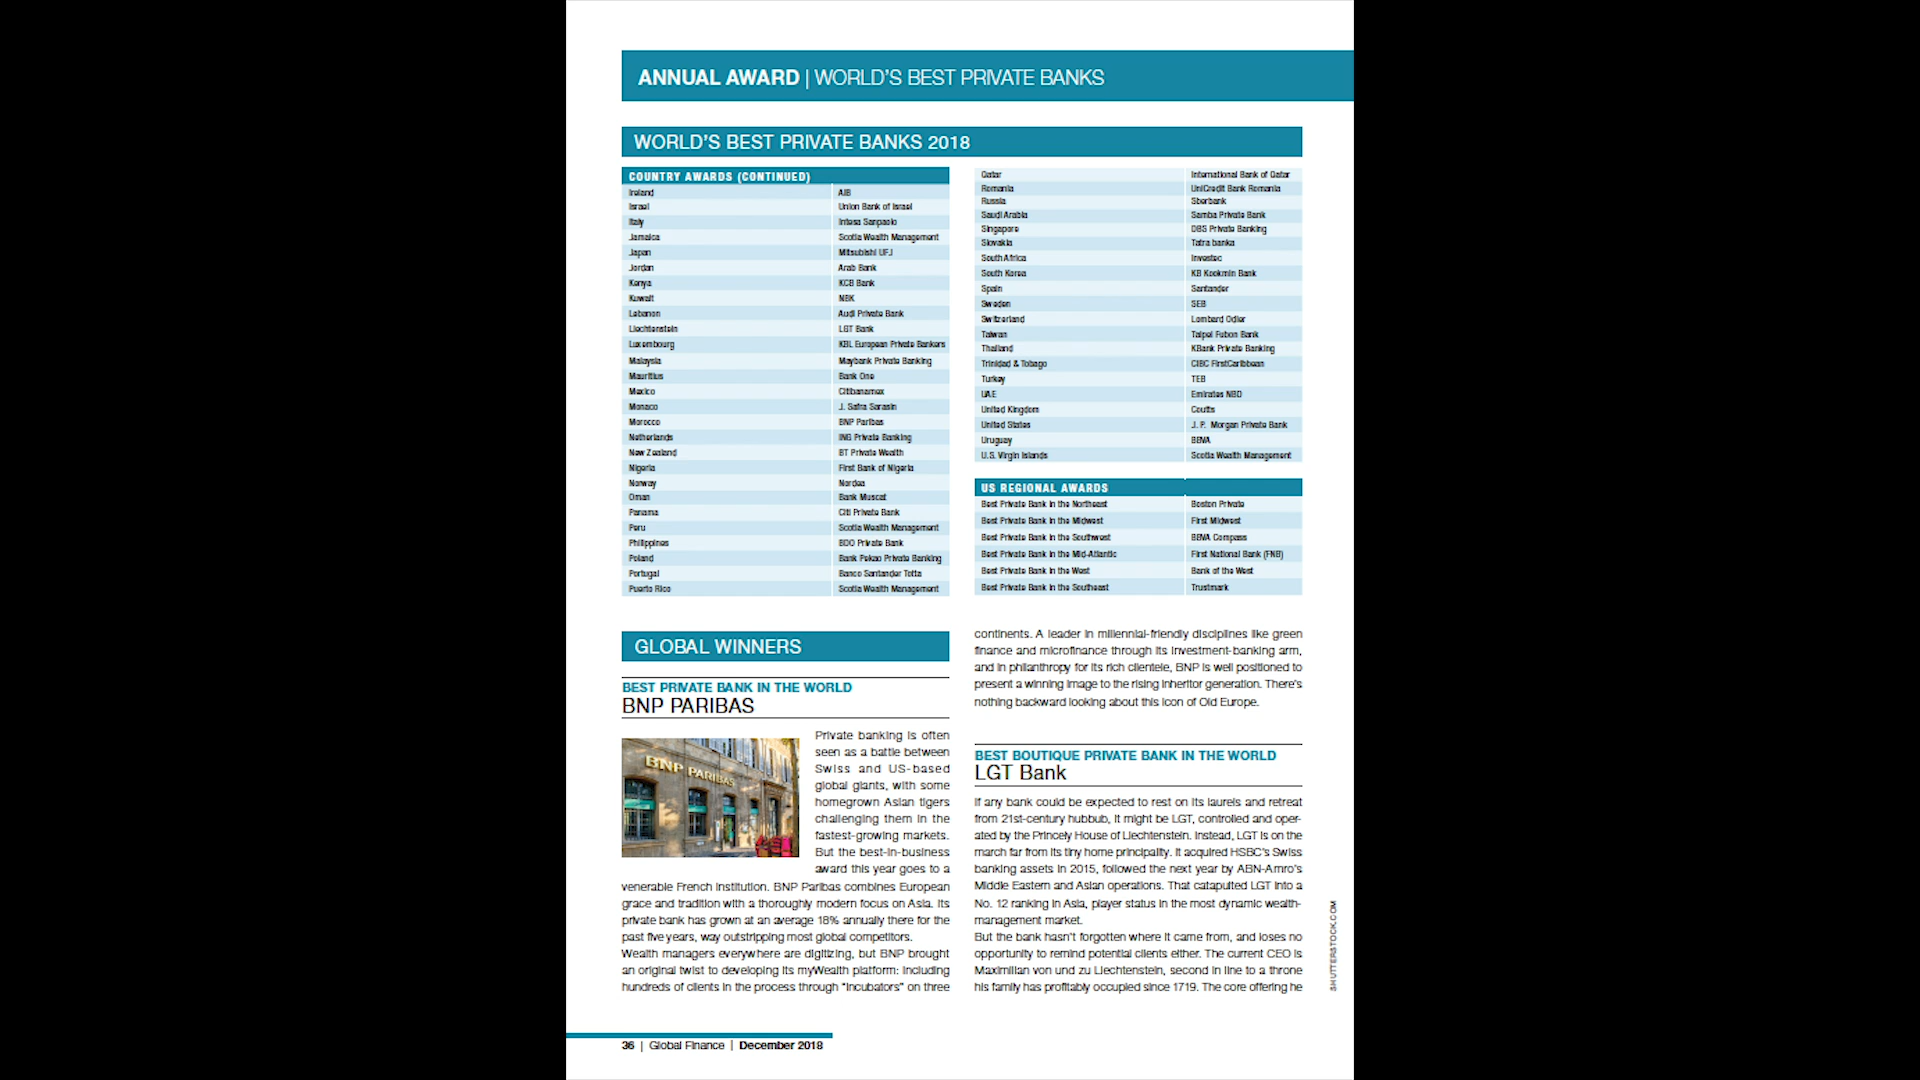 ANNUAL AWARD | WORLD'S BEST PRIVATE BANKS
WORLD'S BEST PRIVATE BANKS 2018
COUNTRY AWARDS (CONTINUED)
Ireland AIB
Israel Union Bank of Israel
Italy Intesa Sanpaolo
Jamaica Scotia Wealth Management
Japan Mitsubishi UFJ
Jordan Arab Bank
Kenya KCB Bank
Kuwait NBK
Lebanon Audi Private Bank
Liechtenstein LGT Bank
Luxembourg KBL European Private Bankers
Malaysia Maybank Private Banking
Mauritius Bank One
Mexico Citibanamex
Monaco J. Safra Sarasin
Morocco BNP Paribas
Netherlands ING Private Banking
New Zealand BT Private Wealth
Nigeria First Bank of Nigeria
Norway Nordea
Oman Bank Muscat
Panama Citi Private Bank
Peru Scotia Wealth Management
Philippines BDO Private Bank
Poland Bank Pekao Private Banking
Portugal Banco Santander Totta
Puerto Rico Scotia Wealth Management
Qatar International Bank of Qatar
Romania UniCredit Bank Romania
Russia Sberbank
Saudi Arabia Samba Private Bank
Singapore DBS Private Banking
Slovakia Tatra banka
South Africa Investec
South Korea KB Kookmin Bank
Spain Santander
Sweden SEB
Switzerland Lombard Odier
Taiwan Taipei Fubon Bank
Thailand KBank Private Banking
Trinidad & Tobago CIBC FirstCaribbean
Turkey TEB
UAE Emirates NBD
United Kingdom Coutts
United States J. P. Morgan Private Bank
Uruguay BBVA
U.S. Virgin Islands Scotia Wealth Management
US REGIONAL AWARDS
Best Private Bank in the Northeast Boston Private
Best Private Bank in the Midwest First Midwest
Best Private Bank in the Southwest BBVA Compass
Best Private Bank in the Mid-Atlantic First National Bank (FNB)
Best Private Bank in the West Bank of the West
Best Private Bank in the Southeast Trustmark
GLOBAL WINNERS
BEST PRIVATE BANK IN THE WORLD
BNP PARIBAS
BNP PARIBAS
Private banking is often
seen as a battle between
Swiss and US-based
global giants, with some
homegrown Asian tigers
challenging them in the
fastest-growing markets.
But the best-in-business
award this year goes to a
venerable French institution. BNP Paribas combines European
grace and tradition with a thoroughly modern focus on Asia. Its
private bank has grown at an average 18% annually there for the
past five years, way outstripping most global competitors.
Wealth managers everywhere are digitizing, but BNP brought
an original twist to developing its myWealth platform: including
hundreds of clients in the process through "incubators" on three
continents. A leader in millennial-friendly disciplines like green
finance and microfinance through its investment-banking arm,
and in philanthropy for its rich clientele, BNP is well positioned to
present a winning image to the rising inheritor generation. There's
nothing backward looking about this icon of Old Europe.
BEST BOUTIQUE PRIVATE BANK IN THE WORLD
LGT Bank
If any bank could be expected to rest on its laurels and retreat
from 21st-century hubbub, it might be LGT, controlled and oper-
ated by the Princely House of Liechtenstein. Instead, LGT is on the
march far from its tiny home principality. It acquired HSBC's Swiss
banking assets in 2015, followed the next year by ABN-Amro's
Middle Eastern and Asian operations. That catapulted LGT into a
No. 12 ranking in Asia, player status in the most dynamic wealth-
management market.
But the bank hasn't forgotten where it came from, and loses no
opportunity to remind potential clients either. The current CEO is
Maximilian von und zu Liechtenstein, second in line to a throne
his family has profitably occupied since 1719. The core offering he
SHUTTERSTOCK.COM
36 | Global Finance | December 2018